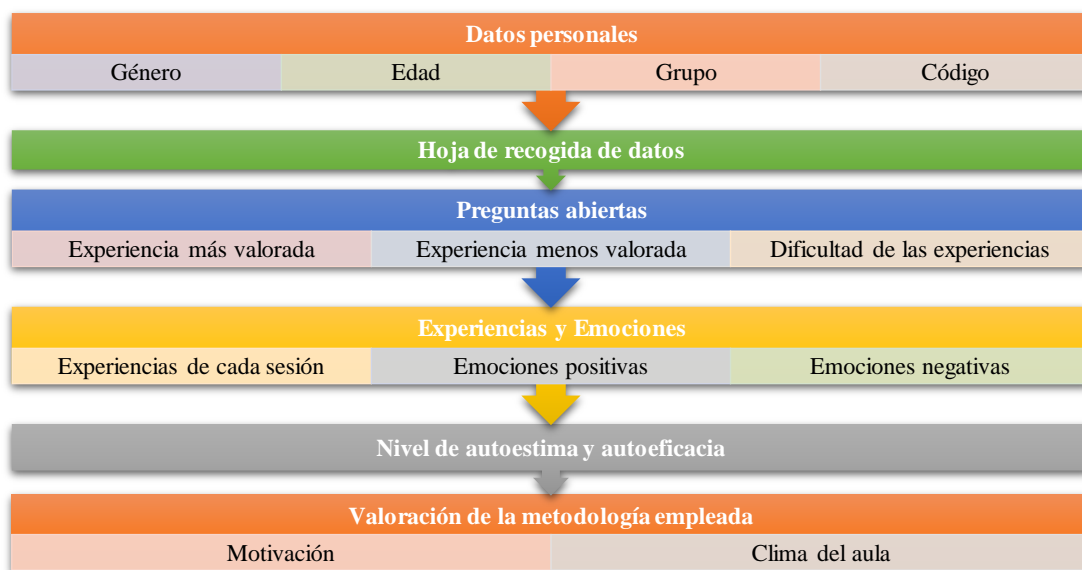 Datos personales
Género Edad Grupo Código
Hoja de recogida de datos
Preguntas abiertas
Experiencia más valorada Experiencia menos valorada Dificultad de las experiencias
Experiencias y Emociones
Experiencias de cada sesión Emociones positivas Emociones negativas
Nivel de autoestima y autoeficacia
Valoración de la metodología empleada
Motivación Clima del aula